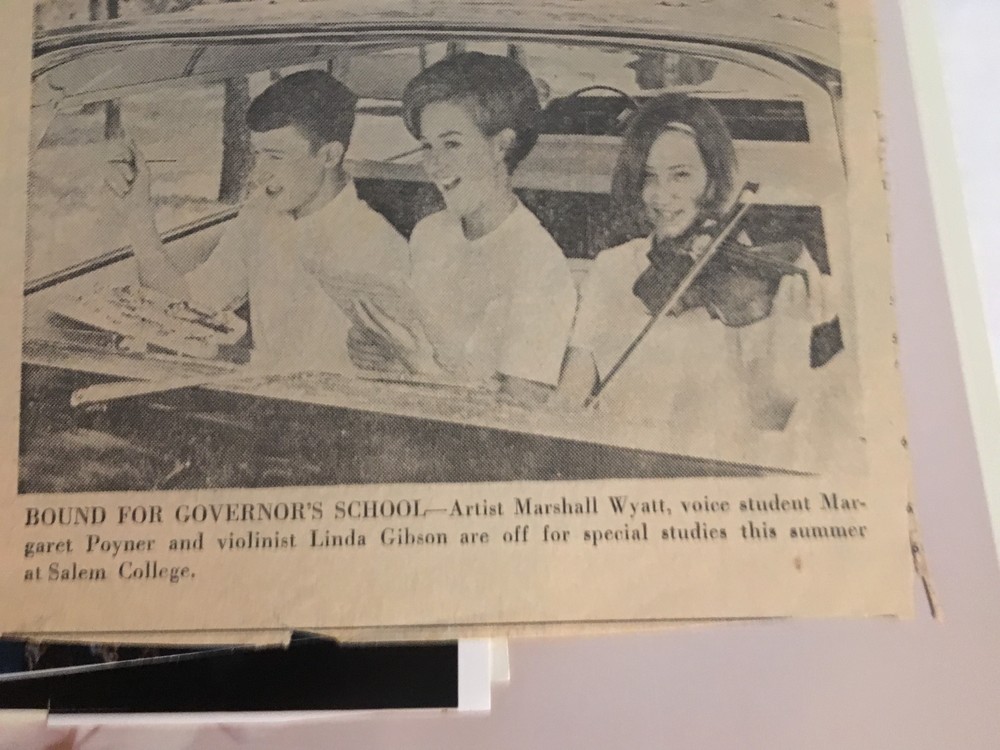 BOUND FOR GOVERNOR'S SCHOOL—Artist Marshall Wyatt, voice student Mar-
garet Poyner and violinist Linda Gibson are off for special studies this summer
at Salem College.